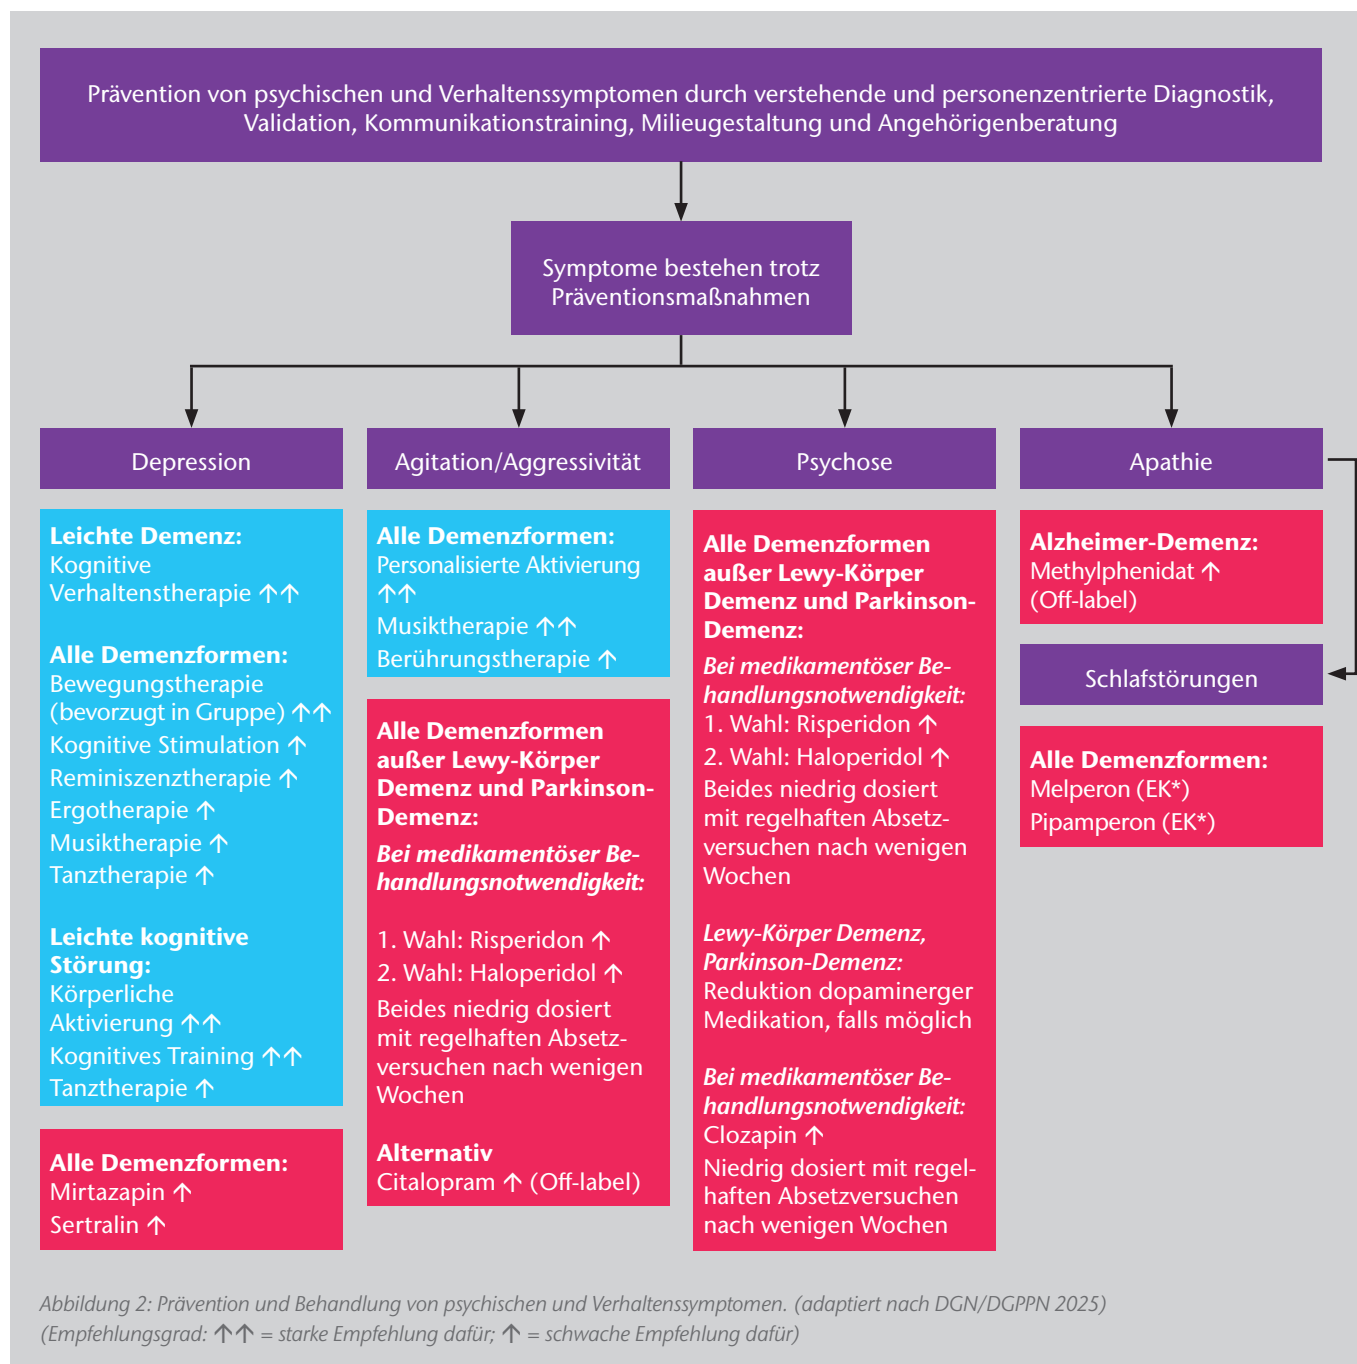 Prävention von psychischen und Verhaltenssymptomen durch verstehende und personenzentrierte Diagnostik,
Validation, Kommunikationstraining, Milieugestaltung und Angehörigenberatung
Symptome bestehen trotz
Präventionsmaßnahmen
Depression
Leichte Demenz:
Kognitive
Verhaltenstherapie ↑↑
Alle Demenzformen:
Bewegungstherapie
(bevorzugt in Gruppe) ↑↑
Kognitive Stimulation ↑
Reminiszenztherapie ↑
Ergotherapie ↑
Musiktherapie ↑
Tanztherapie ↑
Leichte kognitive
Störung:
Körperliche
Aktivierung ↑↑
Kognitives Training ↑↑
Tanztherapie ↑
Alle Demenzformen:
Mirtazapin ↑
Sertralin ↑
Agitation/Aggressivität
Alle Demenzformen:
Personalisierte Aktivierung
↑↑
Musiktherapie ↑↑
Berührungstherapie ↑
Alle Demenzformen
außer Lewy-Körper
Demenz und Parkinson-
Demenz:
Bei medikamentöser Be-
handlungsnotwendigkeit:
1. Wahl: Risperidon ↑
2. Wahl: Haloperidol ↑
Beides niedrig dosiert
mit regelhaften Absetz-
versuchen nach wenigen
Wochen
Alternativ
Citalopram ↑ (Off-label)
Psychose
Alle Demenzformen
außer Lewy-Körper
Demenz und Parkinson-
Demenz:
Bei medikamentöser Be-
handlungsnotwendigkeit:
1. Wahl: Risperidon ↑
2. Wahl: Haloperidol ↑
Beides niedrig dosiert
mit regelhaften Absetz-
versuchen nach wenigen
Wochen
Lewy-Körper Demenz,
Parkinson-Demenz:
Reduktion dopaminerger
Medikation, falls möglich
Bei medikamentöser Be-
handlungsnotwendigkeit:
Clozapin ↑
Niedrig dosiert mit regel-
haften Absetzversuchen
nach wenigen Wochen
Apathie
Alzheimer-Demenz:
Methylphenidat ↑
(Off-label)
Schlafstörungen
Alle Demenzformen:
Melperon (EK*)
Pipamperon (EK*)
Abbildung 2: Prävention und Behandlung von psychischen und Verhaltenssymptomen. (adaptiert nach DGN/DGPPN 2025)
(Empfehlungsgrad: ↑↑ = starke Empfehlung dafür; ↑ = schwache Empfehlung dafür)